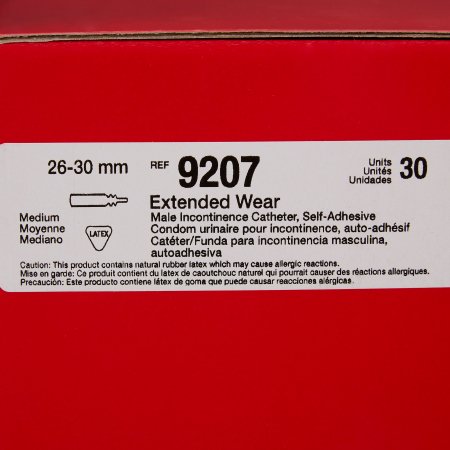 26-30 mm REF 9207 Units Unités Unidades 30
Extended Wear
Medium Moyenne Mediano
LATEX
Male Incontinence Catheter, Self-Adhesive
Condom urinaire pour incontinence, auto-adhésif
Catéter/Funda para incontinencia masculina,
autoadhesiva
Caution: This product contains natural rubber latex which may cause allergic reactions.
Mise en garde: Ce produit contient du latex de caoutchouc naturel qui pourrait causer des réactions allergiques.
Precaución: Este producto contiene látex de goma que puede causar reacciones alérgicas.